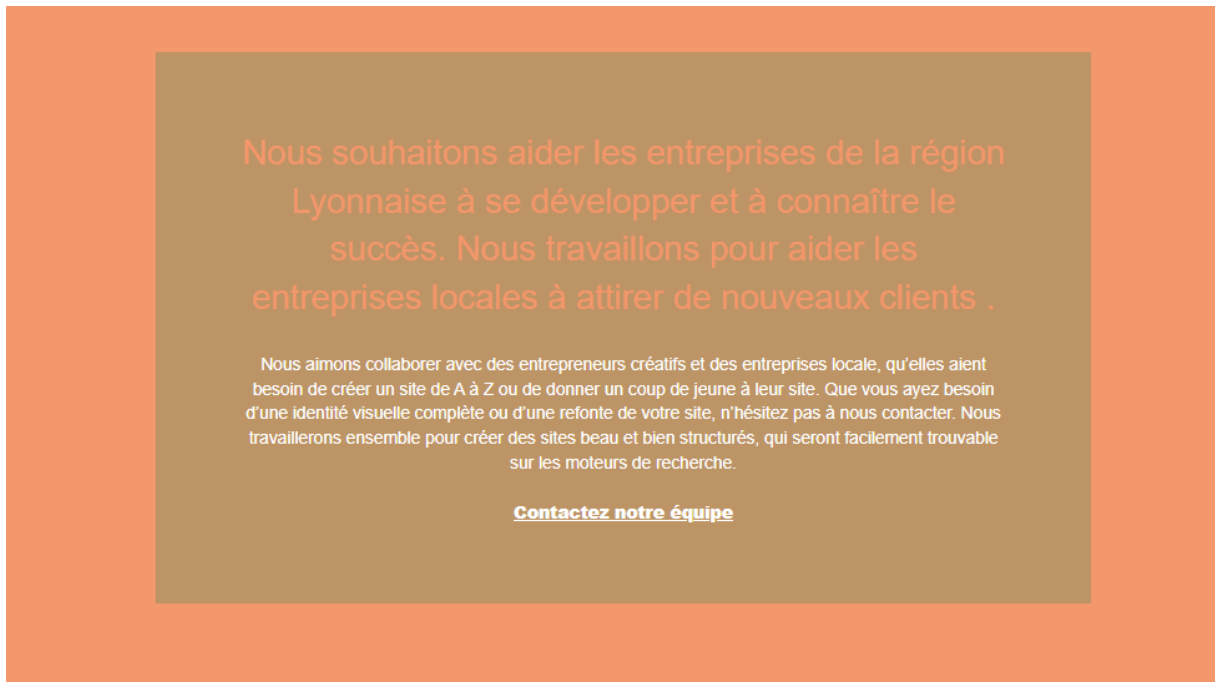 Nous souhaitons aider les entreprises de la région
Lyonnaise à se développer et à connaître le
succès. Nous travaillons pour aider les
entreprises locales à attirer de nouveaux clients .
Nous aimons collaborer avec des entrepreneurs créatifs et des entreprises locale, qu’elles aient
besoin de créer un site de A à Z ou de donner un coup de jeune à leur site. Que vous ayez besoin
d’une identité visuelle complète ou d’une refonte de votre site, n’hésitez pas à nous contacter. Nous
travaillerons ensemble pour créer des sites beau et bien structurés, qui seront facilement trouvable
sur les moteurs de recherche.
Contactez notre équipe